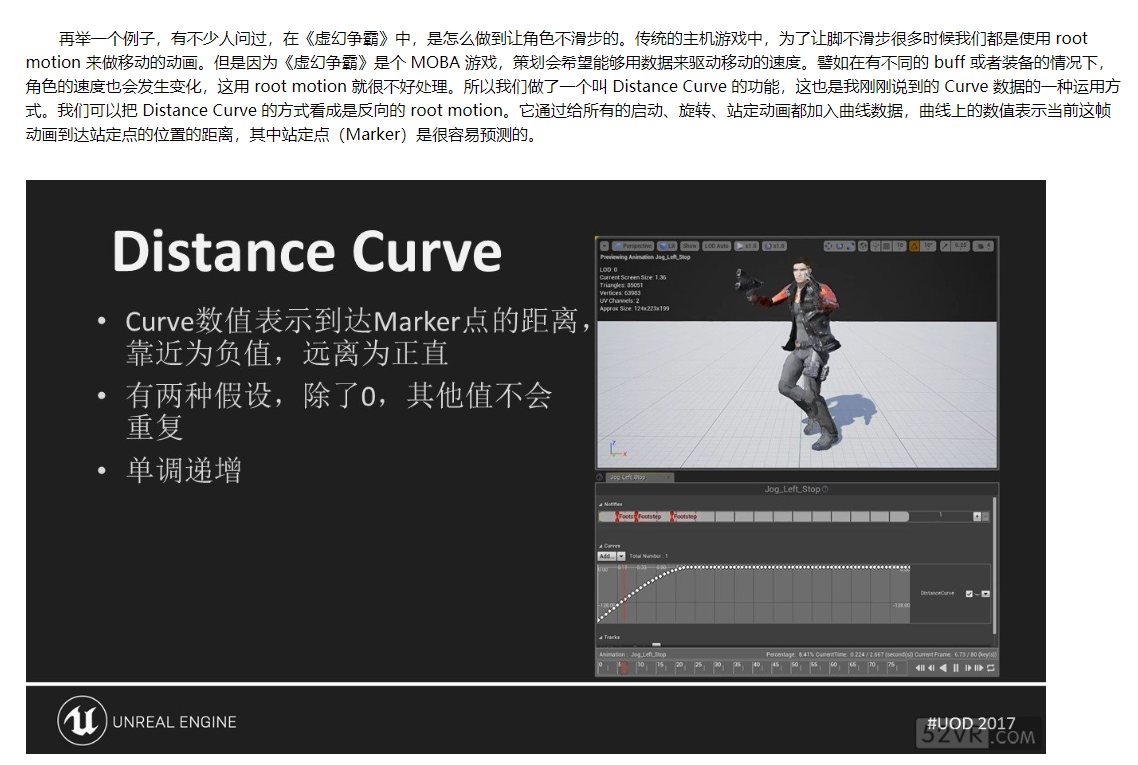 再举一个例子，有不少人问过，在《虚幻争霸》中，是怎么做到让角色不滑步的。传统的主机游戏中，为了让脚不滑步很多时候我们都是使用 root
motion 来做移动的动画。但是因为《虚幻争霸》是个 MOBA 游戏，策划会希望能够用数据来驱动移动的速度。譬如在有不同的 buff 或者装备的情况下，
角色的速度也会发生变化，这用 root motion 就很不好处理。所以我们做了一个叫 Distance Curve 的功能，这也是我刚刚说到的 Curve 数据的一种运用方
式。我们可以把 Distance Curve 的方式看成是反向的 root motion。它通过给所有的启动、旋转、站定动画都加入曲线数据，曲线上的数值表示当前这帧
动画到达站定点的位置的距离，其中站定点（Marker）是很容易预测的。
Distance Curve
• Curve数值表示到达Marker点的距离，
靠近为负值，远离为正直
• 有两种假设，除了0，其他值不会
重复
• 单调递增
Perspective Lit Show LOD Auto x1.0 x1.0 10 10° 0.25 4
Previewing Animation Jog_Left_Stop
LOD: 0
Current Screen Size: 1.36
Triangles: 85051
Vertices: 63983
UV Channels: 2
Approx Size: 124x223x199
Jog_Left_Stop
Jog_Left_Stop
Notifies
Footst Footstep Footstep 1
Curves
Add... Total Number : 1
DistanceCurve
-128.00
Tracks
Animation : Jog_Left_Stop Percentage: 8.41% CurrentTime: 0.224 / 2.667 (second(s)) Current Frame: 6.73 / 80 (key(s))
0 5 10 15 20 25 30 35 40 45 50 55 60 65 70 75
UNREAL ENGINE
#UOD 2017
52VR.COM